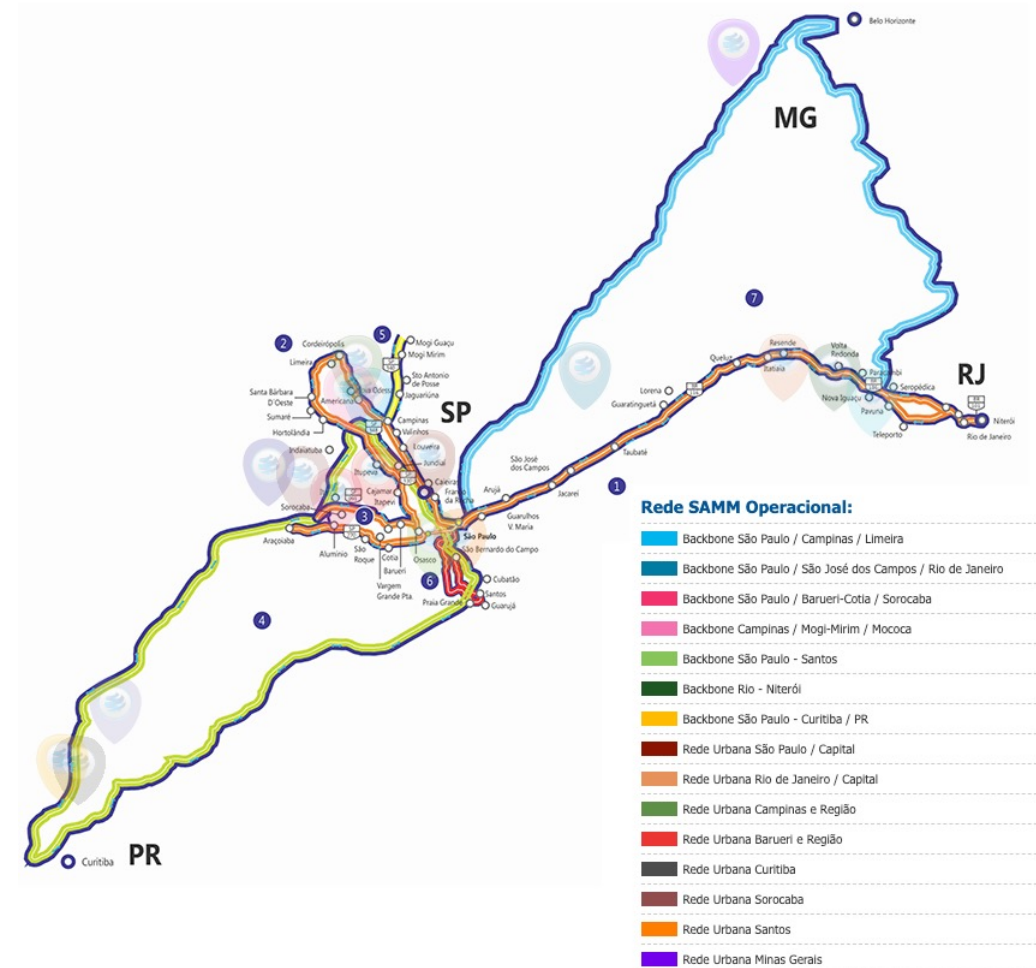 Belo Horizonte
MG
7
5
2
Cordeirópolis
Mogi Guaçu
Mogi Mirim
Limeira
Sto Antonio
de Posse
Jaguariúna
Santa Bárbara
D'Oeste
Americana
Nova Odessa
Sumaré
Hortolândia
SP
Campinas
Valinhos
Indaiatuba
Louveira
Itupeva
Jundiaí
Caieiras
Franco
da Rocha
Cajamar
Itapevi
Sorocaba
3
Araçoiaba
Alumínio
São
Roque
Cotia
Barueri
Vargem
Grande Pta.
Osasco
São Paulo
São Bernardo do Campo
6
Cubatão
Santos
Praia Grande
Guarujá
Guarulhos
V. Maria
Arujá
São José
dos Campos
Jacareí
1
Taubaté
Lorena
Guaratinguetá
Queluz
Resende
Itatiaia
Volta
Redonda
Paracambi
Nova Iguaçu
Seropédica
Pavuna
Teleporto
RJ
Niterói
Rio de Janeiro
4
Curitiba
PR
Rede SAMM Operacional:
Backbone São Paulo / Campinas / Limeira
Backbone São Paulo / São José dos Campos / Rio de Janeiro
Backbone São Paulo / Barueri-Cotia / Sorocaba
Backbone Campinas / Mogi-Mirim / Mococa
Backbone São Paulo - Santos
Backbone Rio - Niterói
Backbone São Paulo - Curitiba / PR
Rede Urbana São Paulo / Capital
Rede Urbana Rio de Janeiro / Capital
Rede Urbana Campinas e Região
Rede Urbana Barueri e Região
Rede Urbana Curitiba
Rede Urbana Sorocaba
Rede Urbana Santos
Rede Urbana Minas Gerais